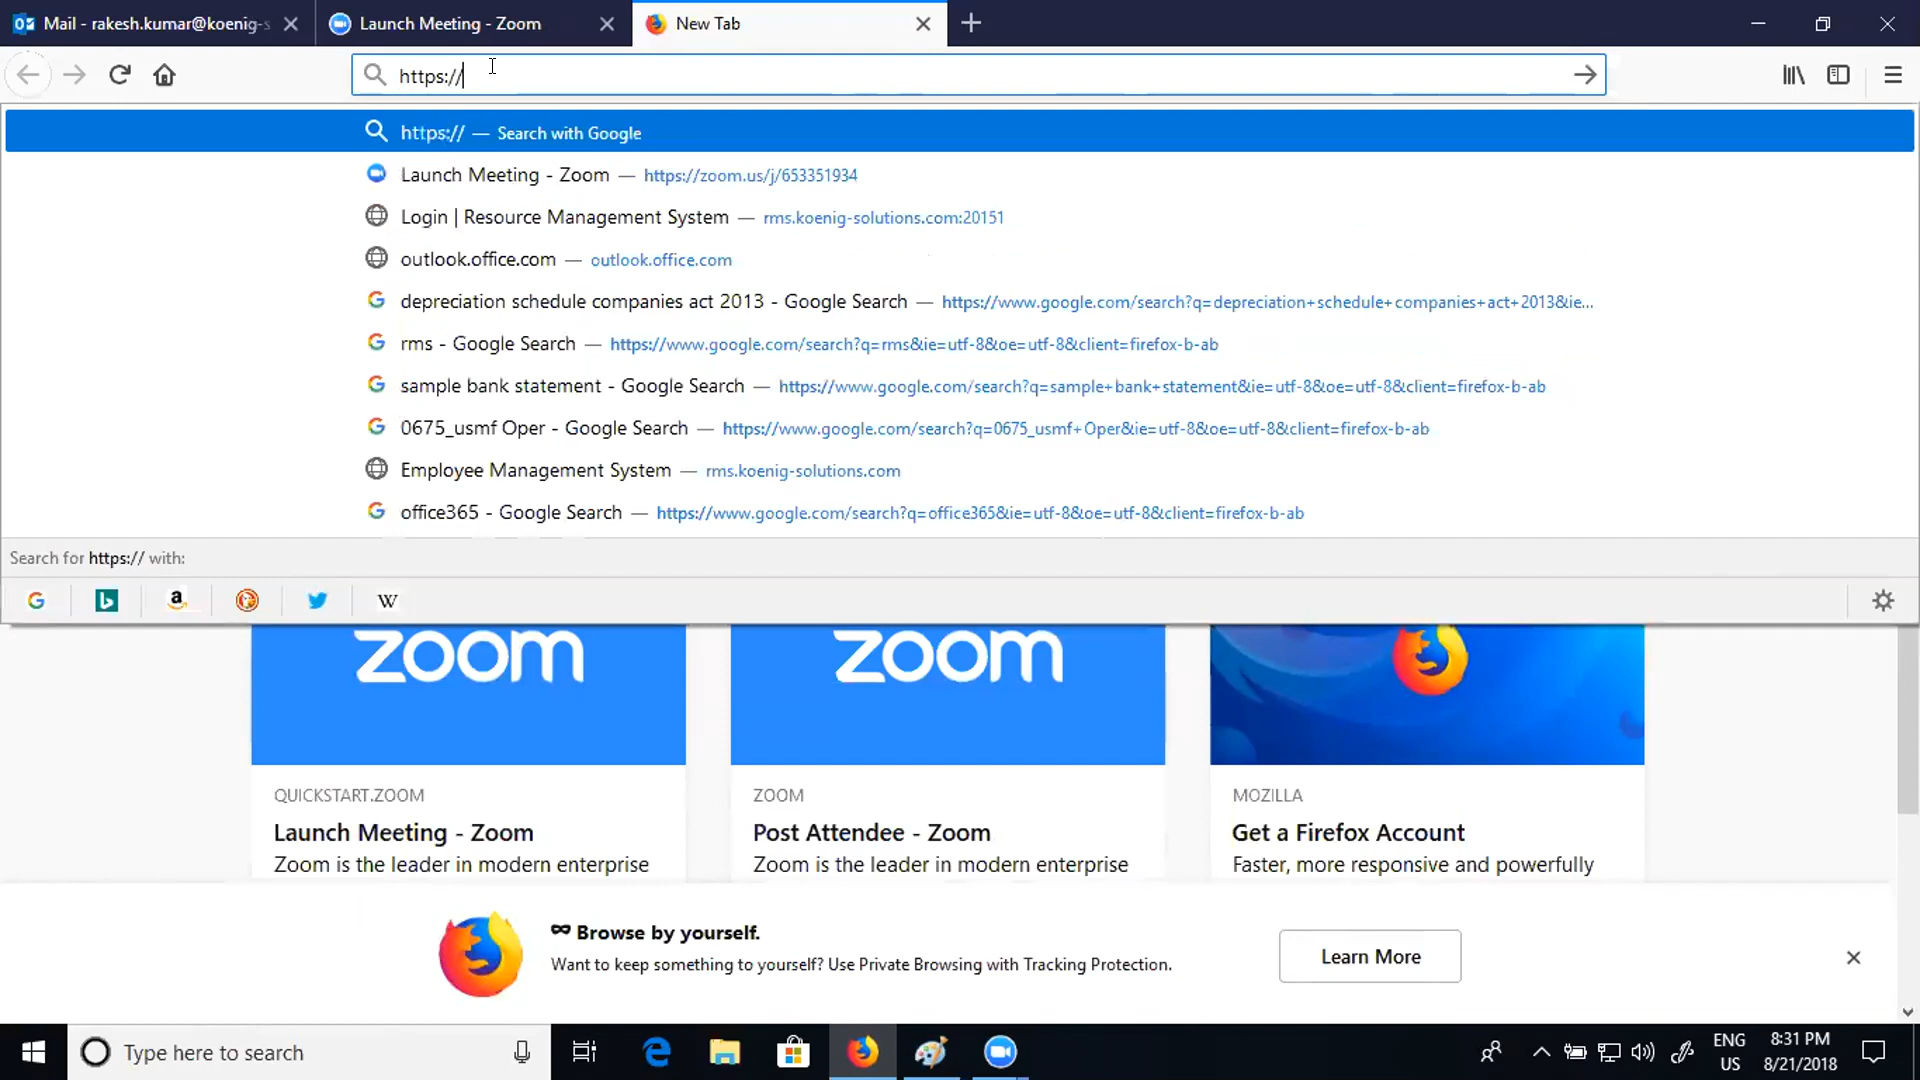 Mail - rakesh.kumar@koenig-s
Launch Meeting - Zoom
New Tab
https://
https:// — Search with Google
Launch Meeting - Zoom — https://zoom.us/j/653351934
Login | Resource Management System — rms.koenig-solutions.com:20151
outlook.office.com — outlook.office.com
depreciation schedule companies act 2013 - Google Search — https://www.google.com/search?q=depreciation+schedule+companies+act+2013&ie...
rms - Google Search — https://www.google.com/search?q=rms&ie=utf-8&oe=utf-8&client=firefox-b-ab
sample bank statement - Google Search — https://www.google.com/search?q=sample+bank+statement&ie=utf-8&oe=utf-8&client=firefox-b-ab
0675_usmf Oper - Google Search — https://www.google.com/search?q=0675_usmf+Oper&ie=utf-8&oe=utf-8&client=firefox-b-ab
Employee Management System — rms.koenig-solutions.com
office365 - Google Search — https://www.google.com/search?q=office365&ie=utf-8&oe=utf-8&client=firefox-b-ab
Search for https:// with:
zoom zoom
QUICKSTART.ZOOM
Launch Meeting - Zoom
Zoom is the leader in modern enterprise
ZOOM
Post Attendee - Zoom
Zoom is the leader in modern enterprise
MOZILLA
Get a Firefox Account
Faster, more responsive and powerfully
Browse by yourself.
Want to keep something to yourself? Use Private Browsing with Tracking Protection.
Learn More
Type here to search
ENG
US
8:31 PM
8/21/2018